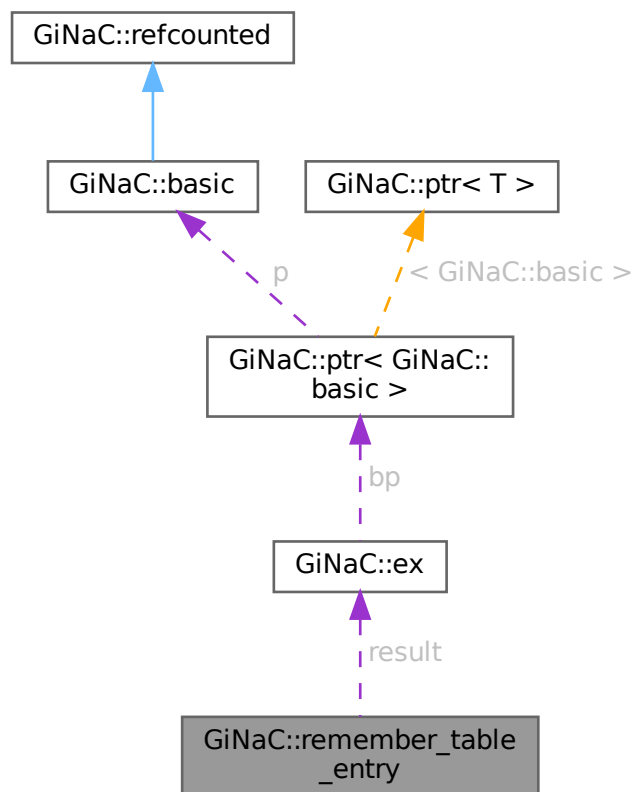 GiNaC::refcounted
GiNaC::basic
GiNaC::ptr< T >
p
< GiNaC::basic >
GiNaC::ptr< GiNaC::
basic >
bp
GiNaC::ex
result
GiNaC::remember_table
_entry